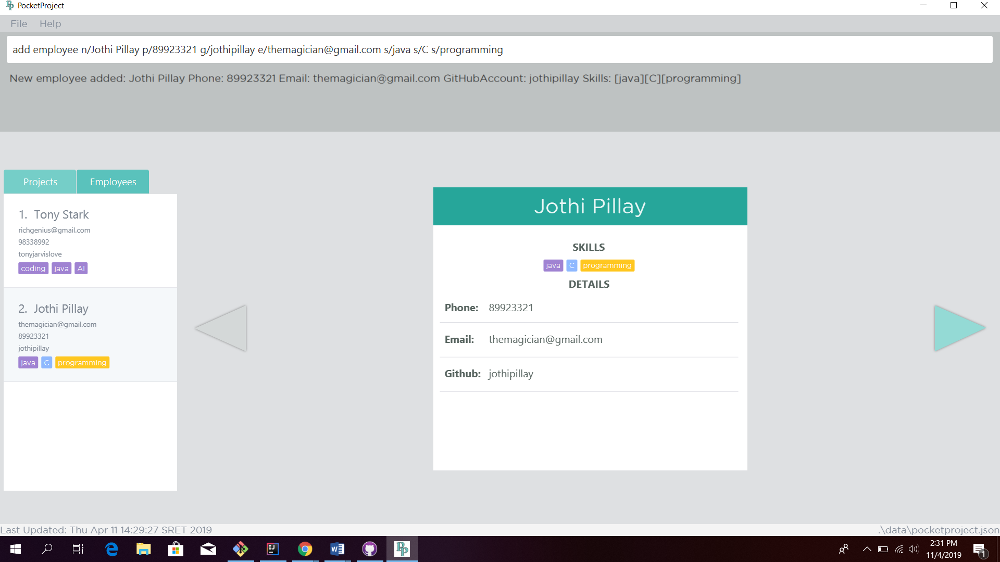 PocketProject
File Help
add employee n/Jothi Pillay p/89923321 g/jothipillay e/themagician@gmail.com s/java s/C s/programming
New employee added: Jothi Pillay Phone: 89923321 Email: themagician@gmail.com GitHubAccount: jothipillay Skills: [java][C][programming]
Projects Employees
1. Tony Stark
richgenius@gmail.com
98338992
tonyjarvislove
coding java AI
2. Jothi Pillay
themagician@gmail.com
89923321
jothipillay
java C programming
Jothi Pillay
SKILLS
java C programming
DETAILS
Phone: 89923321
Email: themagician@gmail.com
Github: jothipillay
Last Updated: Thu Apr 11 14:29:27 SRET 2019
.\data\pocketproject.json
2:31 PM
11/4/2019
1